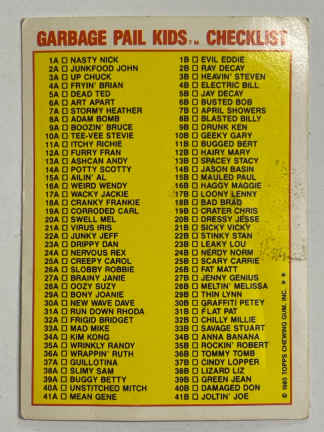 GARBAGE PAIL KIDS™ CHECKLIST
1A □ NASTY NICK
2A □ JUNKFOOD JOHN
3A □ UP CHUCK
4A □ FRYIN' BRIAN
5A □ DEAD TED
6A □ ART APART
7A □ STORMY HEATHER
8A □ ADAM BOMB
9A □ BOOZIN' BRUCE
10A □ TEE-VEE STEVIE
11A □ ITCHY RICHIE
12A □ FURRY FRAN
13A □ ASHCAN ANDY
14A □ POTTY SCOTTY
15A □ AILIN' AL
16A □ WEIRD WENDY
17A □ WACKY JACKIE
18A □ CRANKY FRANKIE
19A □ CORRODED CARL
20A □ SWELL MEL
21A □ VIRUS IRIS
22A □ JUNKY JEFF
23A □ DRIPPY DAN
24A □ NERVOUS REX
25A □ CREEPY CAROL
26A □ SLOBBY ROBBIE
27A □ BRAINY JANIE
28A □ OOZY SUZY
29A □ BONY JOANIE
30A □ NEW WAVE DAVE
31A □ RUN DOWN RHODA
32A □ FRIGID BRIDGET
33A □ MAD MIKE
34A □ KIM KONG
35A □ WRINKLY RANDY
36A □ WRAPPIN' RUTH
37A □ GUILLOTINA
38A □ SLIMY SAM
39A □ BUGGY BETTY
40A □ UNSTITCHED MITCH
41A □ MEAN GENE
1B □ EVIL EDDIE
2B □ RAY DECAY
3B □ HEAVIN' STEVEN
4B □ ELECTRIC BILL
5B □ JAY DECAY
6B □ BUSTED BOB
7B □ APRIL SHOWERS
8B □ BLASTED BILLY
9B □ DRUNK KEN
10B □ GEEKY GARY
11B □ BUGGED BERT
12B □ HAIRY MARY
13B □ SPACEY STACY
14B □ JASON BASIN
15B □ MAULED PAUL
16B □ HAGGY MAGGIE
17B □ LOONY LENNY
18B □ BAD BRAD
19B □ CRATER CHRIS
20B □ DRESSY JESSE
21B □ SICKY VICKY
22B □ STINKY STAN
23B □ LEAKY LOU
24B □ NERDY NORM
25B □ SCARY CARRIE
26B □ FAT MATT
27B □ JENNY GENIUS
28B □ MELTIN' MELISSA
29B □ THIN LYNN
30B □ GRAFFITI PETEY
31B □ FLAT PAT
32B □ CHILLY MILLIE
33B □ SAVAGE STUART
34B □ ANNA BANANA
35B □ ROCKIN' ROBERT
36B □ TOMMY TOMB
37B □ CINDY LOPPER
38B □ LIZARD LIZ
39B □ GREEN JEAN
40B □ DAMAGED DON
41B □ JOLTIN' JOE
© 1985 TOPPS CHEWING GUM, INC. **